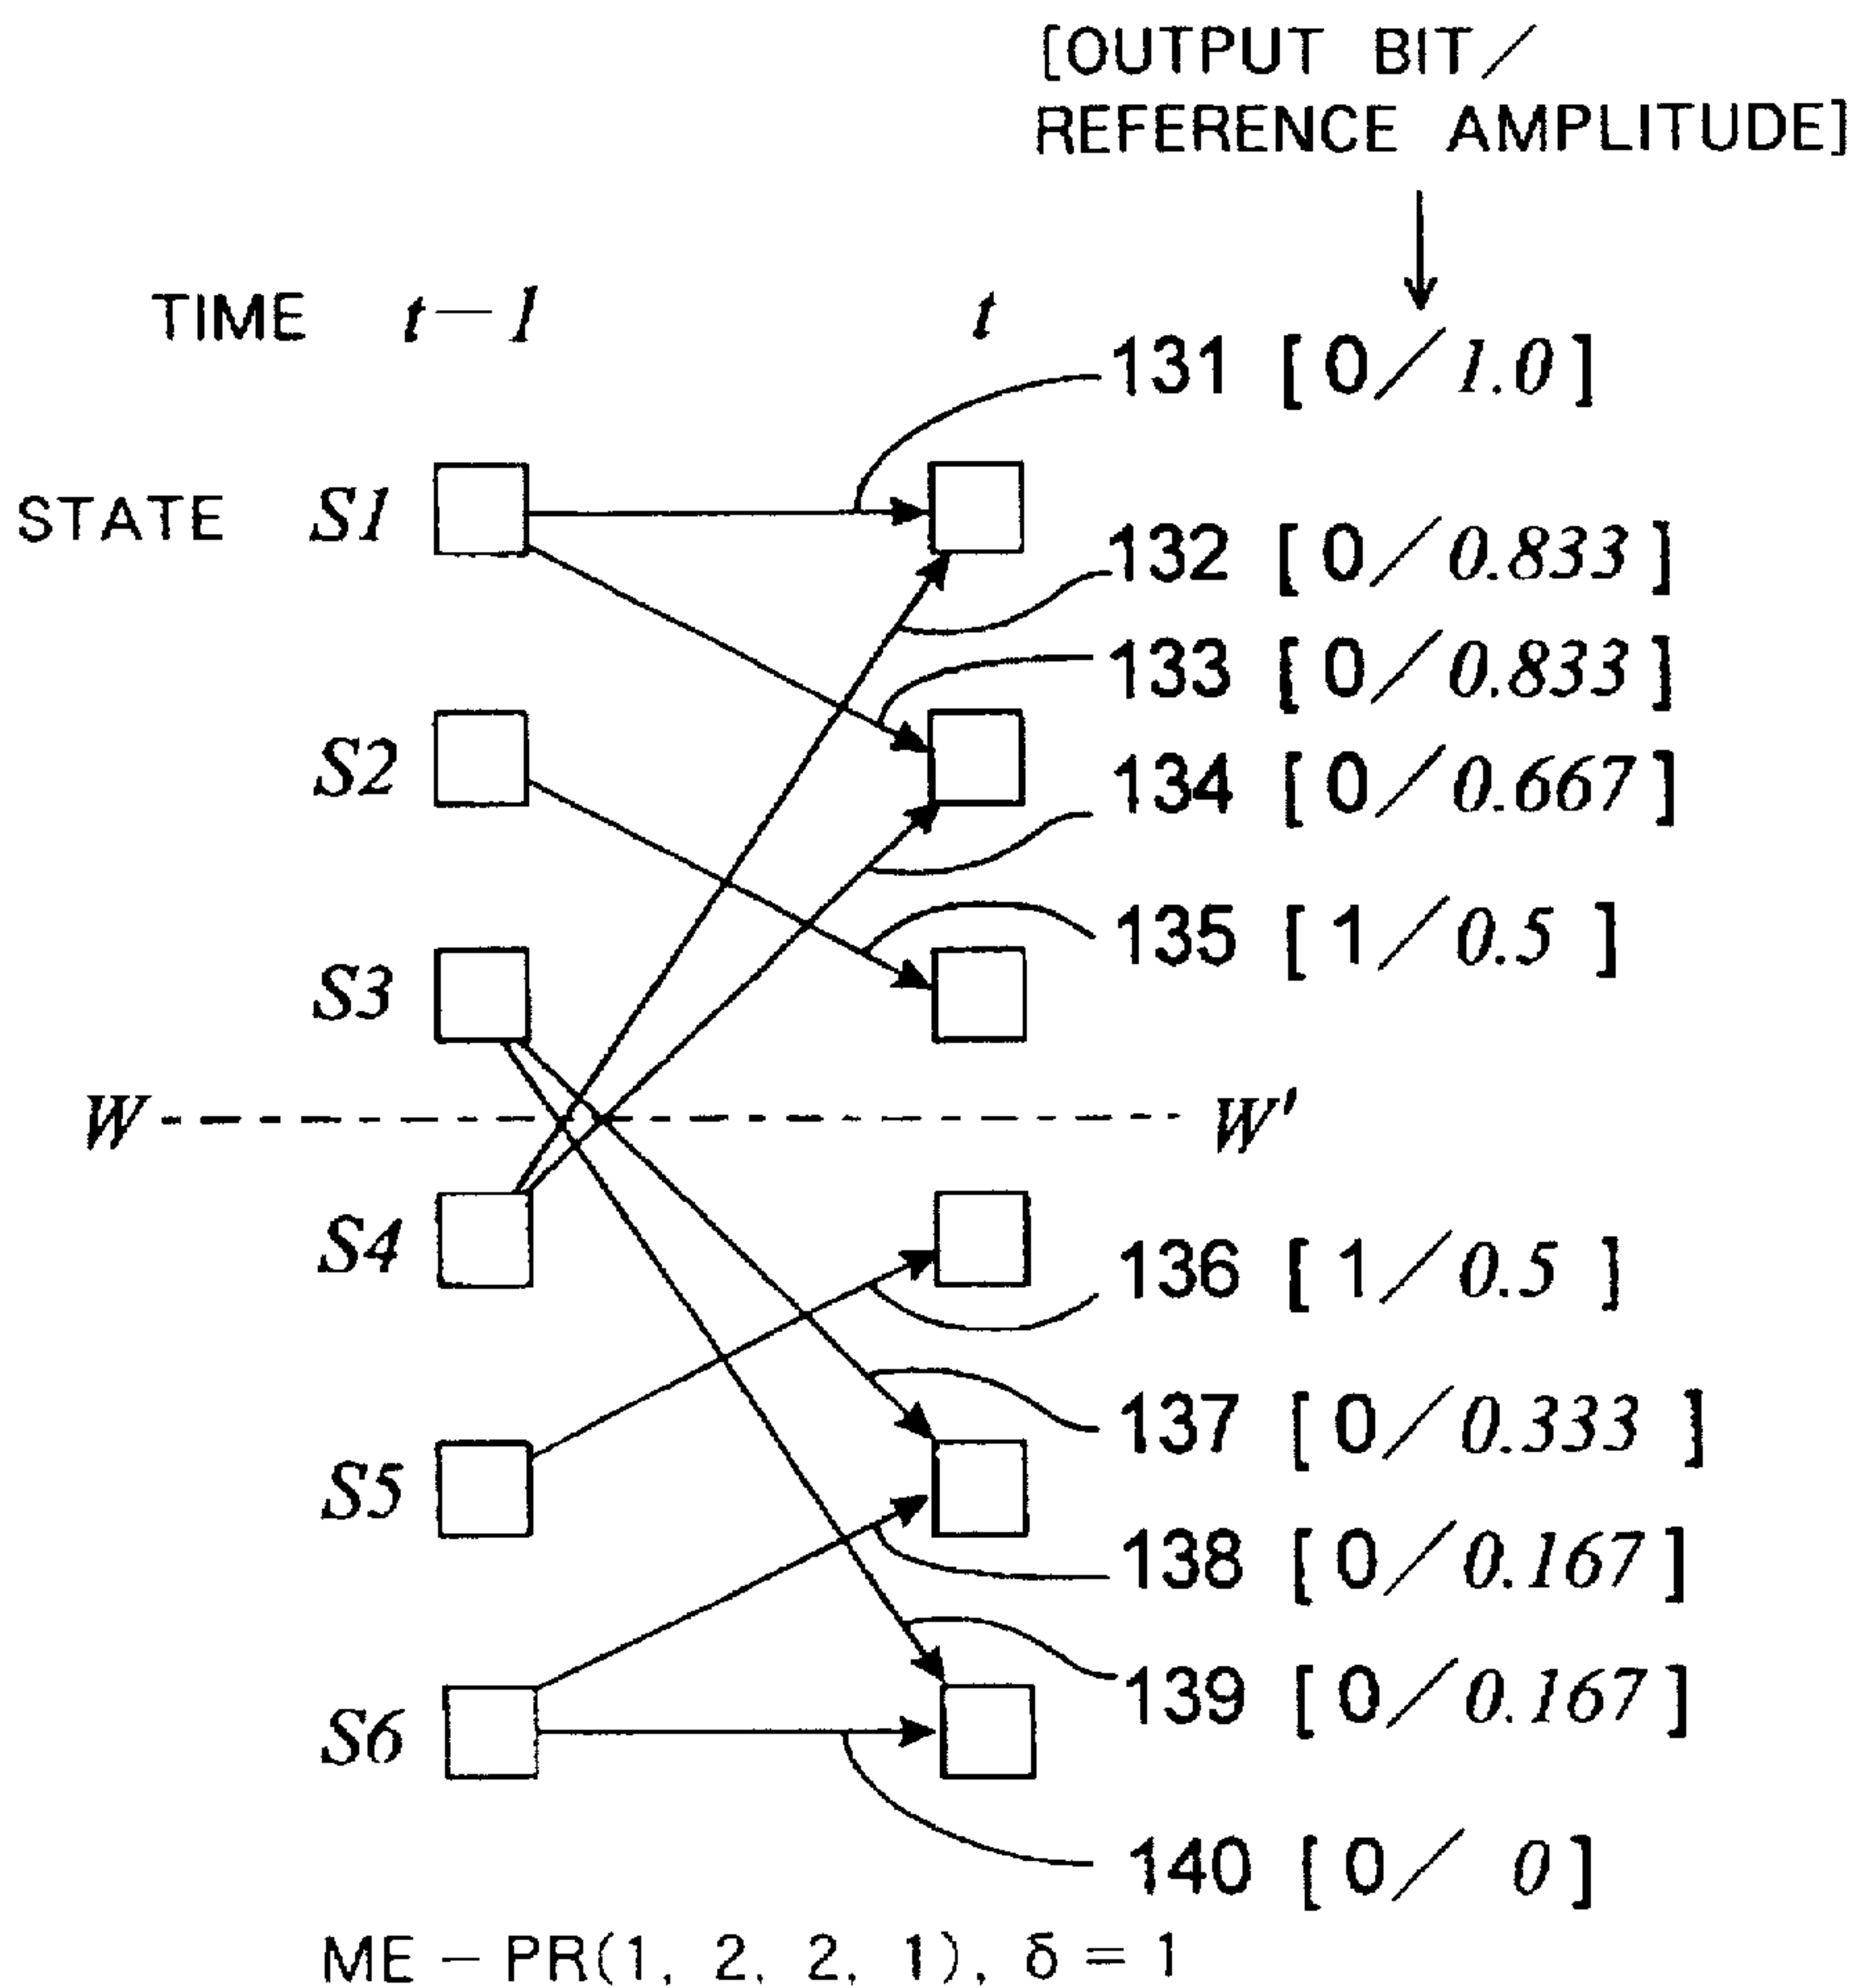 [OUTPUT BIT/
REFERENCE AMPLITUDE]
TIME t-1 t
131 [0/1.0]
STATE S1
132 [0/0.833]
133 [0/0.833]
S2
134 [0/0.667]
135 [1/0.5 ]
S3
W W'
S4
136 [1/0.5 ]
137 [0/0.333 ]
S5
138 [0/0.167]
139 [0/0.167]
S6
140 [0/ 0]
ME-PR(1, 2, 2, 1), δ=1